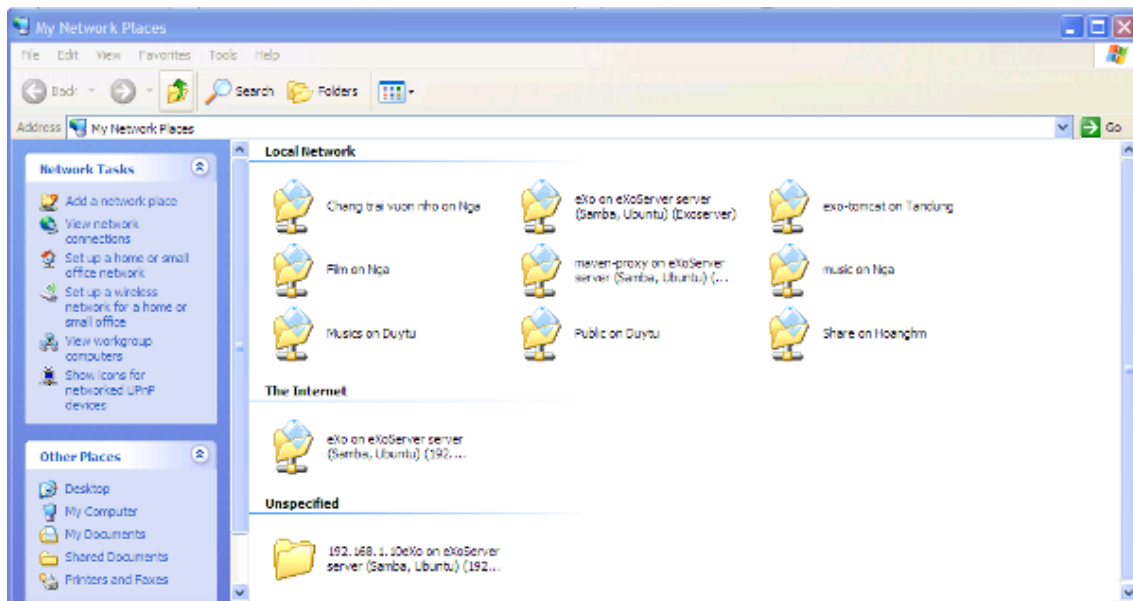 My Network Places
File Edit View Favorites Tools Help
Back Search Folders
Address My Network Places Go
Network Tasks
Add a network place
View network
connections
Set up a home or small
office network
Set up a wireless
network for a home or
small office
View workgroup
computers
Show icons for
networked UPnP
devices
Other Places
Desktop
My Computer
My Documents
Shared Documents
Printers and Faxes
Local Network
Chang trai vuon nho on Nga
eXo on eXoServer server
(Samba, Ubuntu) (Exoserver)
exo-tomcat on Tandung
Film on Nga
maven-proxy on eXoServer
server (Samba, Ubuntu) (...
music on Nga
Musics on Duytu
Public on Duytu
Share on Hoanghm
The Internet
eXo on eXoServer server
(Samba, Ubuntu) (192....
Unspecified
192.168.1.10eXo on eXoServer
server (Samba, Ubuntu) (192...